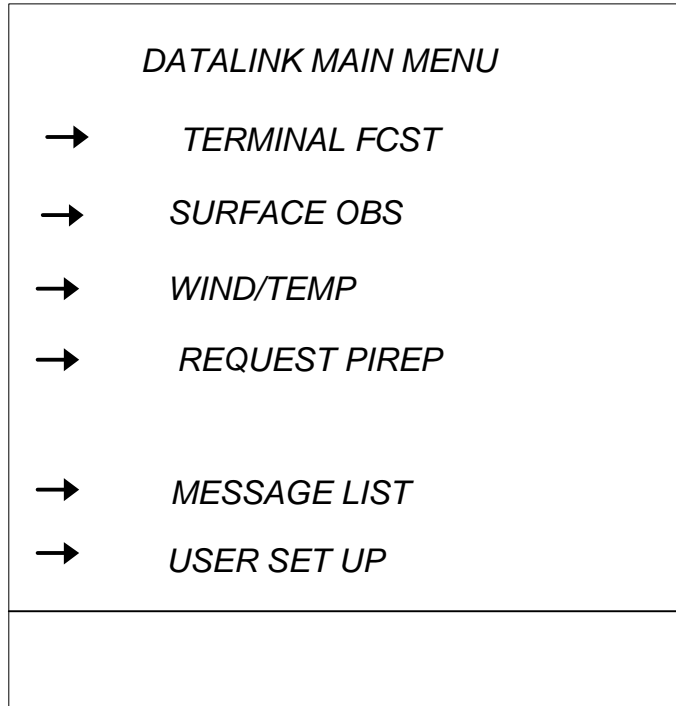 DATALINK MAIN MENU
TERMINAL FCST
SURFACE OBS
WIND/TEMP
REQUEST PIREP
MESSAGE LIST
USER SET UP